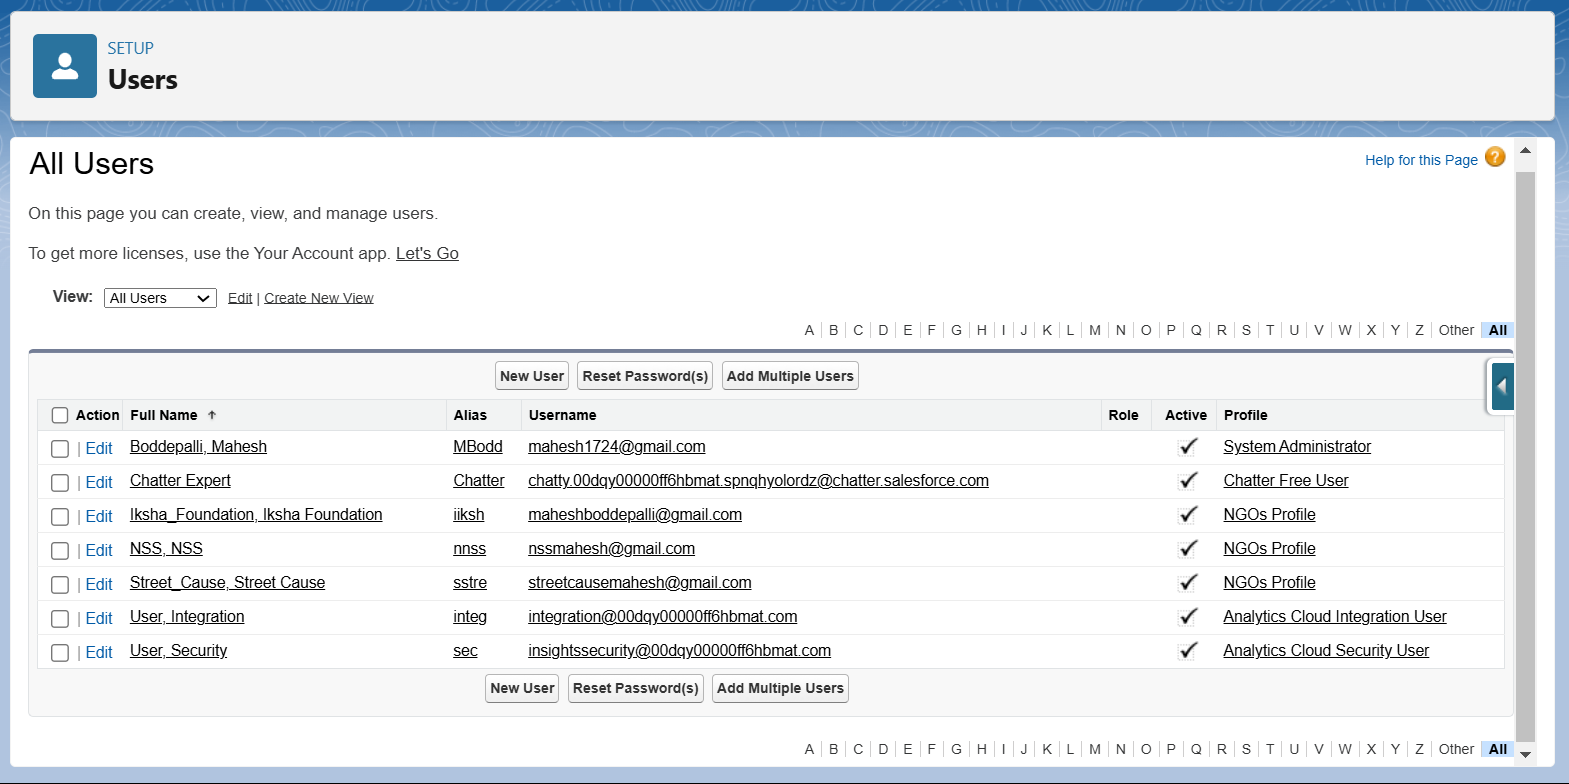 SETUP
Users
All Users
Help for this Page ?
On this page you can create, view, and manage users.
To get more licenses, use the Your Account app. Let's Go
View: All Users Edit | Create New View
A | B | C | D | E | F | G | H | I | J | K | L | M | N | O | P | Q | R | S | T | U | V | W | X | Y | Z | Other | All
New User Reset Password(s) Add Multiple Users
Action Full Name ↑ Alias Username Role Active Profile
| Edit Boddepalli, Mahesh MBodd mahesh1724@gmail.com System Administrator
| Edit Chatter Expert Chatter chatty.00dqy00000ff6hbmat.spnqhyolordz@chatter.salesforce.com Chatter Free User
| Edit Iksha_Foundation, Iksha Foundation iiksh maheshboddepalli@gmail.com NGOs Profile
| Edit NSS, NSS nnss nssmahesh@gmail.com NGOs Profile
| Edit Street_Cause, Street Cause sstre streetcausemahesh@gmail.com NGOs Profile
| Edit User, Integration integ integration@00dqy00000ff6hbmat.com Analytics Cloud Integration User
| Edit User, Security sec insightssecurity@00dqy00000ff6hbmat.com Analytics Cloud Security User
New User Reset Password(s) Add Multiple Users
A | B | C | D | E | F | G | H | I | J | K | L | M | N | O | P | Q | R | S | T | U | V | W | X | Y | Z | Other | All